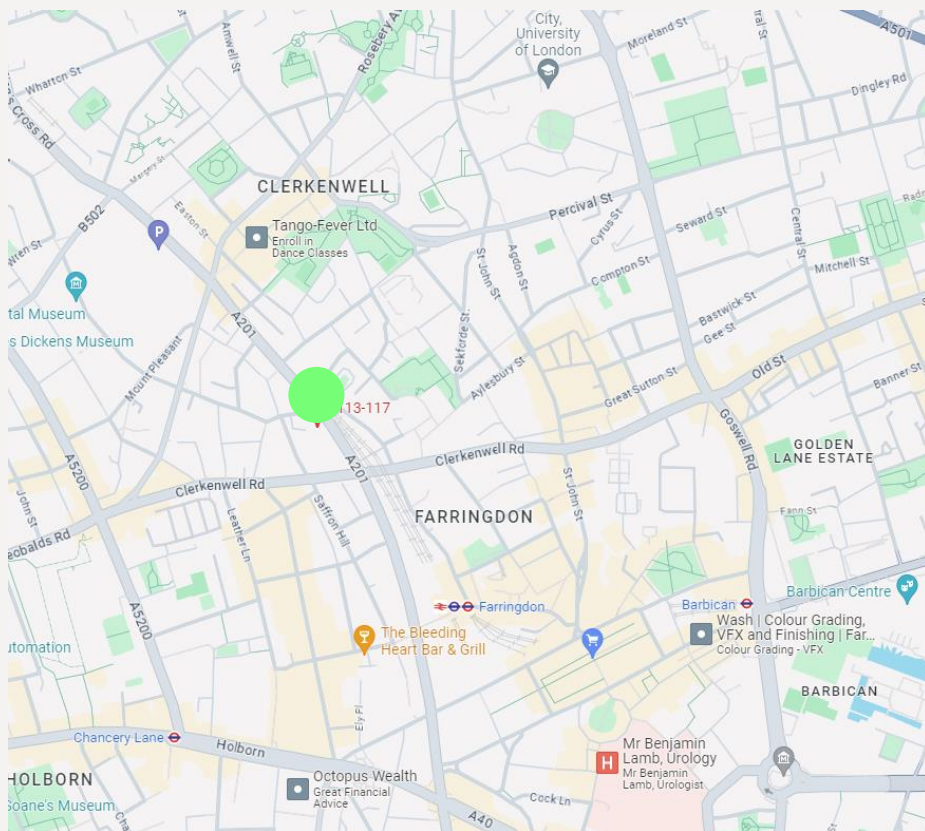 City,
University
of London
Moreland St
A501
Amwell St
Rosebery Av
Wharton St
Dingley Rd
Cross Rd
Margery St
CLERKENWELL
Percival St
B502
Easton St
Tango-Fever Ltd
Enroll in
Dance Classes
Cyrus St
Seward St
Central St
St John St
Agdon St
Compton St
Mitchell St
P
tal Museum
Bastwick St
A201
s Dickens Museum
Gee St
Sekforde St
Mount Pleasant
Old St
Aylesbury St
Great Sutton St
Banner St
13-117
Goswell Rd
Clerkenwell Rd
GOLDEN
LANE ESTATE
A5200
A201
Clerkenwell Rd
St John St
John St
Leather Ln
Saffron Hill
FARRINGDON
Fann St
eobalds Rd
Barbican Centre
Farringdon
Barbican
A5200
Wash | Colour Grading,
VFX and Finishing | Far...
Colour Grading - VFX
The Bleeding
Heart Bar & Grill
utomation
BARBICAN
Ely Pl
Chancery Lane
Holborn
Mr Benjamin
Lamb, Urology
Mr Benjamin
Lamb, Urologist
H
HOLBORN
Octopus Wealth
Great Financial
Advice
Soane's Museum
Cock Ln
A40